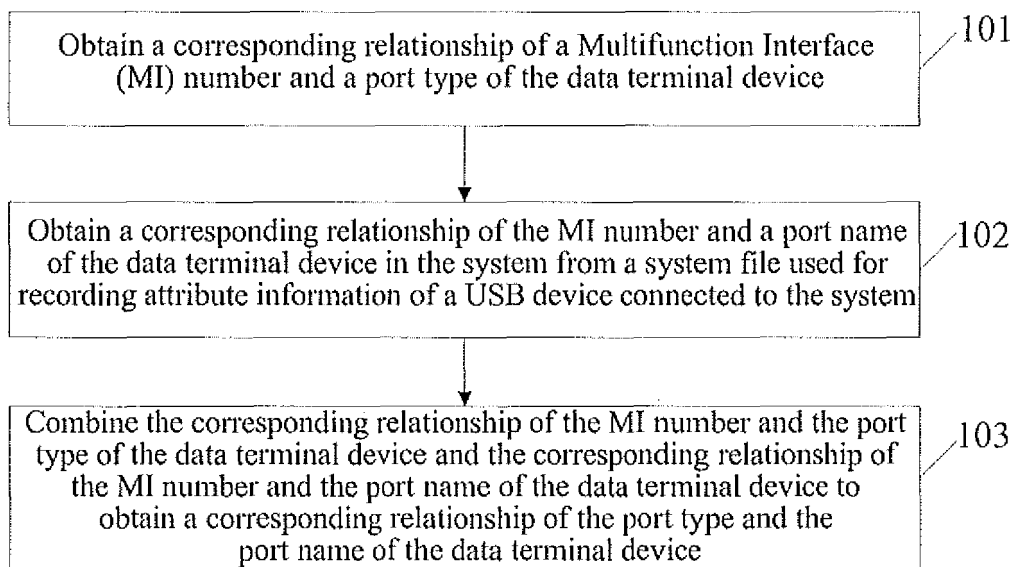 Obtain a corresponding relationship of a Multifunction Interface
(MI) number and a port type of the data terminal device
101
Obtain a corresponding relationship of the MI number and a port name
of the data terminal device in the system from a system file used for
recording attribute information of a USB device connected to the system
102
Combine the corresponding relationship of the MI number and the port
type of the data terminal device and the corresponding relationship of
the MI number and the port name of the data terminal device to
obtain a corresponding relationship of the port type and the
port name of the data terminal device
103